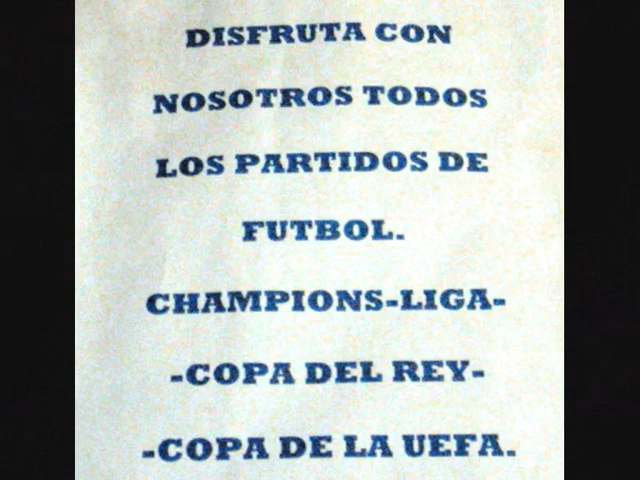 DISFRUTA CON
NOSOTROS TODOS
LOS PARTIDOS DE
FUTBOL.
CHAMPIONS-LIGA-
-COPA DEL REY-
-COPA DE LA UEFA.